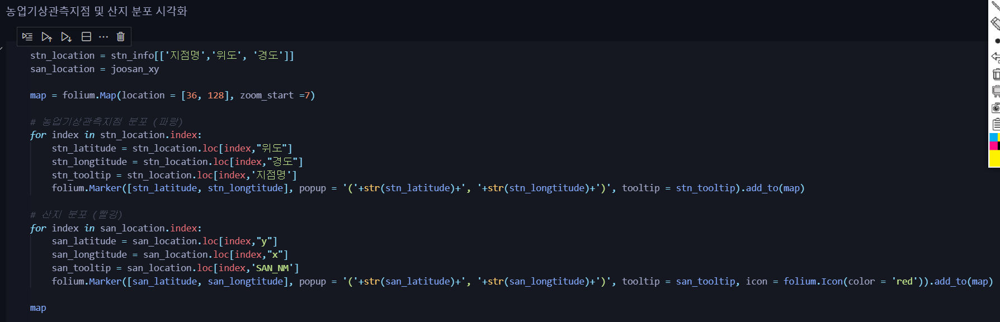 농업기상관측지점 및 산지 분포 시각화
stn_location = stn_info[['지점명','위도', '경도']]
san_location = joosan_xy
map = folium.Map(location = [36, 128], zoom_start =7)
# 농업기상관측지점 분포 (파랑)
for index in stn_location.index:
stn_latitude = stn_location.loc[index,"위도"]
stn_longtitude = stn_location.loc[index,"경도"]
stn_tooltip = stn_location.loc[index,'지점명']
folium.Marker([stn_latitude, stn_longtitude], popup = '('+str(stn_latitude)+', '+str(stn_longtitude)+')', tooltip = stn_tooltip).add_to(map)
# 산지 분포 (빨강)
for index in san_location.index:
san_latitude = san_location.loc[index,"y"]
san_longtitude = san_location.loc[index,"x"]
san_tooltip = san_location.loc[index,'SAN_NM']
folium.Marker([san_latitude, san_longtitude], popup = '('+str(san_latitude)+', '+str(san_longtitude)+')', tooltip = san_tooltip, icon = folium.Icon(color = 'red')).add_to(map)
map